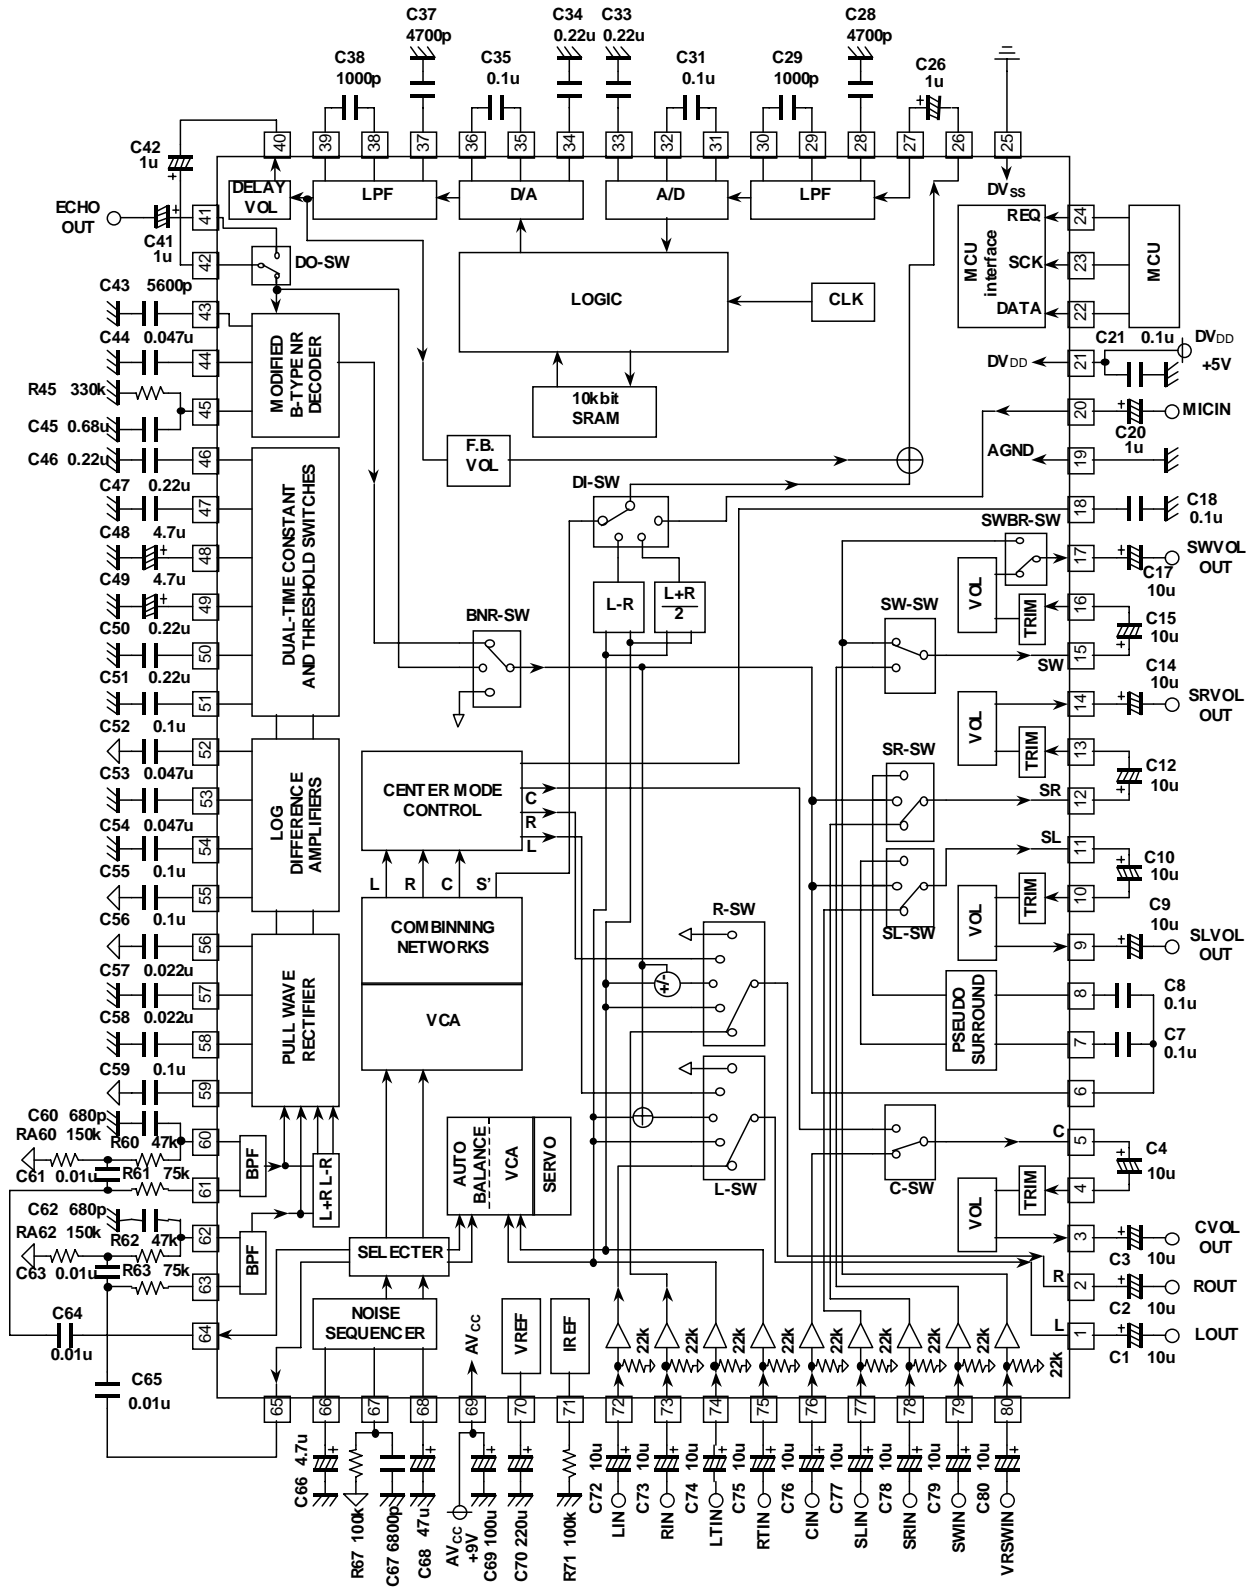 C37
4700p
C34
0.22u
C33
0.22u
C28
4700p
C38
1000p
C35
0.1u
C31
0.1u
C29
1000p
C26
1u
+
40
39
38
37
36
35
34
33
32
31
30
29
28
27
26
25
C42
1u
+
DELAY
VOL
LPF
D/A
A/D
LPF
DVSS
ECHO
OUT
+
C41
1u
41
42
DO-SW
REQ
SCK
DATA
MCU
interface
24
23
22
MCU
C43 5600p
43
LOGIC
CLK
C44 0.047u
44
MODIFIED
B-TYPE NR
DECODER
C21 0.1u
DVDD
+5V
DVDD
21
R45 330k
45
C45 0.68u
10kbit
SRAM
20
+
MICIN
C20
1u
C46 0.22u
46
F.B.
VOL
AGND
19
C47
0.22u
47
DI-SW
18
C18
0.1u
C48 4.7u
+
48
DUAL-TIME CONSTANT
AND THRESHOLD SWITCHES
SWBR-SW
17
+
SWVOL
OUT
C17
10u
C49 4.7u
+
49
L-R
L+R
2
VOL
TRIM
16
C15
10u
+
C50 0.22u
50
BNR-SW
SW-SW
SW
15
C51 0.22u
51
C14
10u
14
+
SRVOL
OUT
C52 0.1u
52
VOL
TRIM
13
C53 0.047u
53
LOG
DIFFERENCE
AMPLIFIERS
CENTER MODE
CONTROL
C
R
L
SR-SW
SR
12
C12
10u
+
C54 0.047u
54
SL
11
+
C10
10u
C55 0.1u
55
L
R
C
S'
SL-SW
VOL
TRIM
10
C9
10u
C56 0.1u
56
COMBINNING
NETWORKS
R-SW
9
+
SLVOL
OUT
C57 0.022u
57
PULL WAVE
RECTIFIER
VCA
+/-
PSEUDO
SURROUND
8
C8
0.1u
C58 0.022u
58
7
C7
0.1u
C59 0.1u
59
6
C60 680p
60
RA60 150k
R60 47k
C61 0.01u
R61 75k
61
BPF
L+R
L-R
AUTO
BALANCE
VCA
SERVO
L-SW
C-SW
C
5
+
C4
10u
VOL
TRIM
4
C62
680p
62
RA62 150k
R62 47k
C63 0.01u
R63 75k
63
BPF
SELECTER
3
+
C3 10u
CVOL
OUT
R
2
+
C2 10u
ROUT
C64
0.01u
64
NOISE
SEQUENCER
AVCC
VREF
IREF
22k
22k
22k
22k
22k
22k
22k
22k
22k
L
1
+
C1 10u
LOUT
C65
0.01u
65
66
67
68
69
70
71
72
73
74
75
76
77
78
79
80
C66 4.7u
+
R67 100k
C67 6800p
C68 47u
+
AVCC
+9V
C69 100u
+
C70 220u
+
R71 100k
C72 10u
+
LIN
C73 10u
+
RIN
C74 10u
+
LTIN
C75 10u
+
RTIN
C76 10u
+
CIN
C77 10u
+
SLIN
C78 10u
+
SRIN
C79 10u
+
SWIN
C80 10u
+
VRSWIN